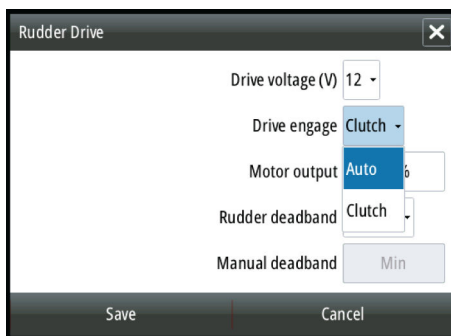 Rudder Drive
Drive voltage (V) 12
Drive engage Clutch
Motor output Auto %
Rudder deadband Clutch
Manual deadband Min
Save Cancel